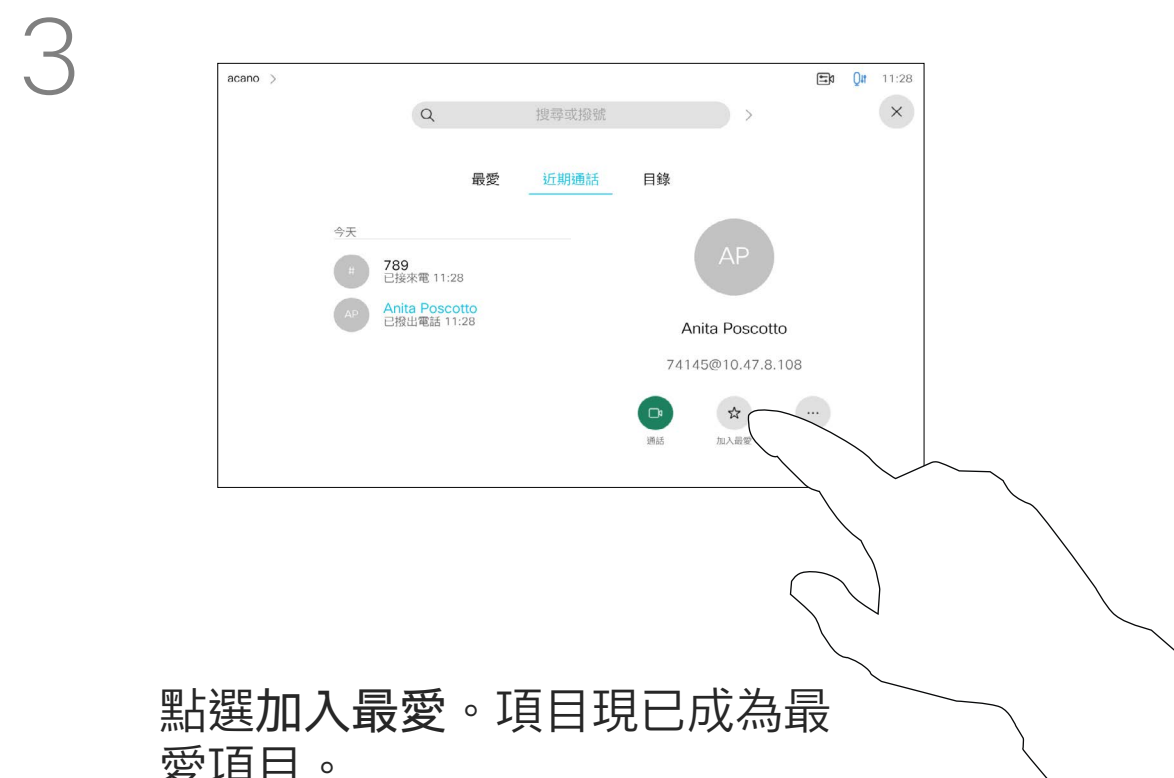 3
acano >
11:28
搜尋或撥號
最愛 近期通話 目錄
今天
#
789
已接來電 11:28
AP
Anita Poscotto
已撥出電話 11:28
AP
Anita Poscotto
74145@10.47.8.108
通話
加入最愛
點選加入最愛。項目現已成為最
愛項目。